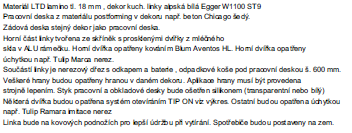 Materiál LTD lamino tl. 18 mm , dekor kuch. linky alpská bílá Egger W1100 ST9
Pracovní deska z materiálu postforming v dekoru např. beton Chicago šedý.
Zádová deska stejný dekor jako pracovní deska.
Horní část linky tvořena ze skříněk s prosklenými dvířky z mléčného
skla v ALU rámečku. Horní dvířka opatřeny kováním Blum Aventos HL. Horní dvířka opatřeny
úchytkou např. Tulip Marca nerez.
Součástí linky je nerezový dřez s odkapem a baterie , odpadkové koše pod pracovní deskou š. 600 mm.
Veškeré hrany budou opatřeny hranou v daném dekoru. Aplikace hrany musí být provedena
strojně lepením. Styk pracovní a obkladové desky bude ošetřen silikonem (transparentní nebo bílý)
Některá dvířka budou opatřena systém otevíráním TIP ON viz výkres. Ostatní budou opatřena úchytkou
např. Tulip Ramara imitace nerez
Linka bude na kovových podnožích pro lepší údržbu při vytírání. Spotřebiče budou postaveny na zem.